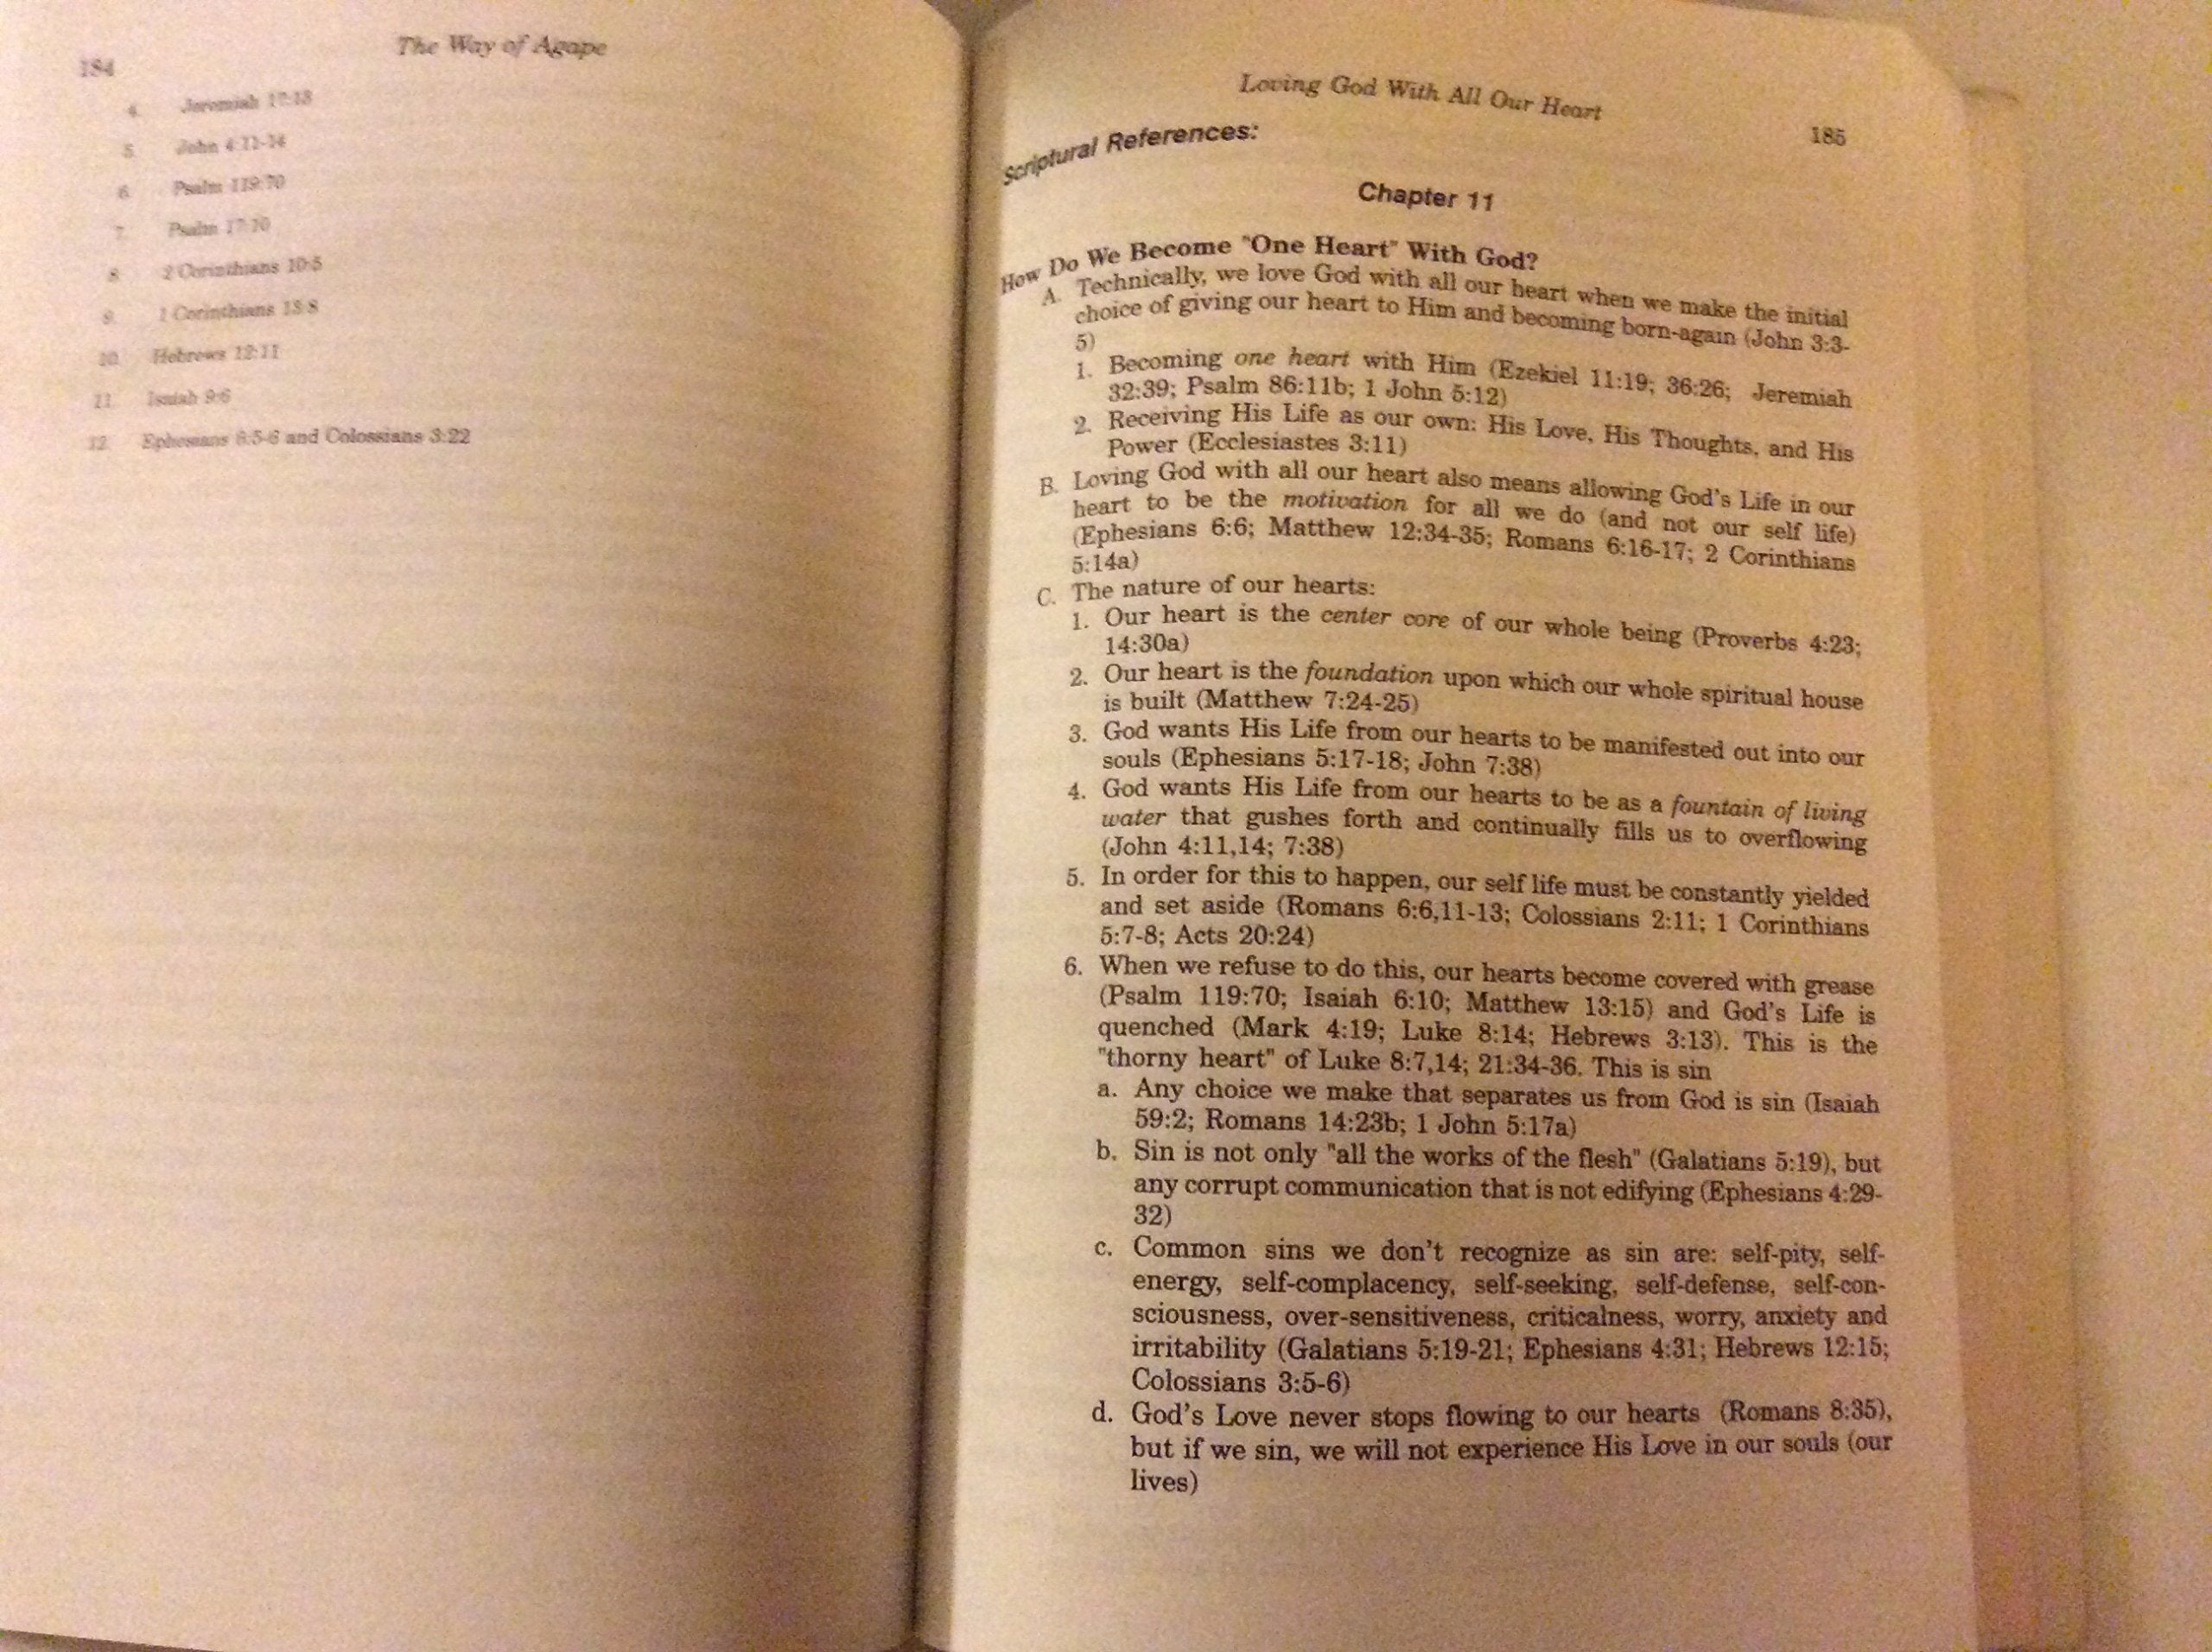 184
The Way of Agape
4. Jeremiah 17:13
5. John 4:11-14
6. Psalm 119:70
7. Psalm 17:10
8. 2 Corinthians 10:5
9. 1 Corinthians 13:8
10. Hebrews 12:11
11. Isaiah 9:6
12. Ephesians 6:5-6 and Colossians 3:22
Loving God With All Our Heart
185
Scriptural References:
Chapter 11
How Do We Become "One Heart" With God?
A. Technically, we love God with all our heart when we make the initial
choice of giving our heart to Him and becoming born-again (John 3:3-
5)
1. Becoming one heart with Him (Ezekiel 11:19; 36:26; Jeremiah
32:39; Psalm 86:11b; 1 John 5:12)
2. Receiving His Life as our own: His Love, His Thoughts, and His
Power (Ecclesiastes 3:11)
B. Loving God with all our heart also means allowing God's Life in our
heart to be the motivation for all we do (and not our self life)
(Ephesians 6:6; Matthew 12:34-35; Romans 6:16-17; 2 Corinthians
5:14a)
C. The nature of our hearts:
1. Our heart is the center core of our whole being (Proverbs 4:23;
14:30a)
2. Our heart is the foundation upon which our whole spiritual house
is built (Matthew 7:24-25)
3. God wants His Life from our hearts to be manifested out into our
souls (Ephesians 5:17-18; John 7:38)
4. God wants His Life from our hearts to be as a fountain of living
water that gushes forth and continually fills us to overflowing
(John 4:11,14; 7:38)
5. In order for this to happen, our self life must be constantly yielded
and set aside (Romans 6:6,11-13; Colossians 2:11; 1 Corinthians
5:7-8; Acts 20:24)
6. When we refuse to do this, our hearts become covered with grease
(Psalm 119:70; Isaiah 6:10; Matthew 13:15) and God's Life is
quenched (Mark 4:19; Luke 8:14; Hebrews 3:13). This is the
"thorny heart" of Luke 8:7,14; 21:34-36. This is sin
a. Any choice we make that separates us from God is sin (Isaiah
59:2; Romans 14:23b; 1 John 5:17a)
b. Sin is not only "all the works of the flesh" (Galatians 5:19), but
any corrupt communication that is not edifying (Ephesians 4:29-
32)
c. Common sins we don't recognize as sin are: self-pity, self-
energy, self-complacency, self-seeking, self-defense, self-con-
sciousness, over-sensitiveness, criticalness, worry, anxiety and
irritability (Galatians 5:19-21; Ephesians 4:31; Hebrews 12:15;
Colossians 3:5-6)
d. God's Love never stops flowing to our hearts (Romans 8:35),
but if we sin, we will not experience His Love in our souls (our
lives)